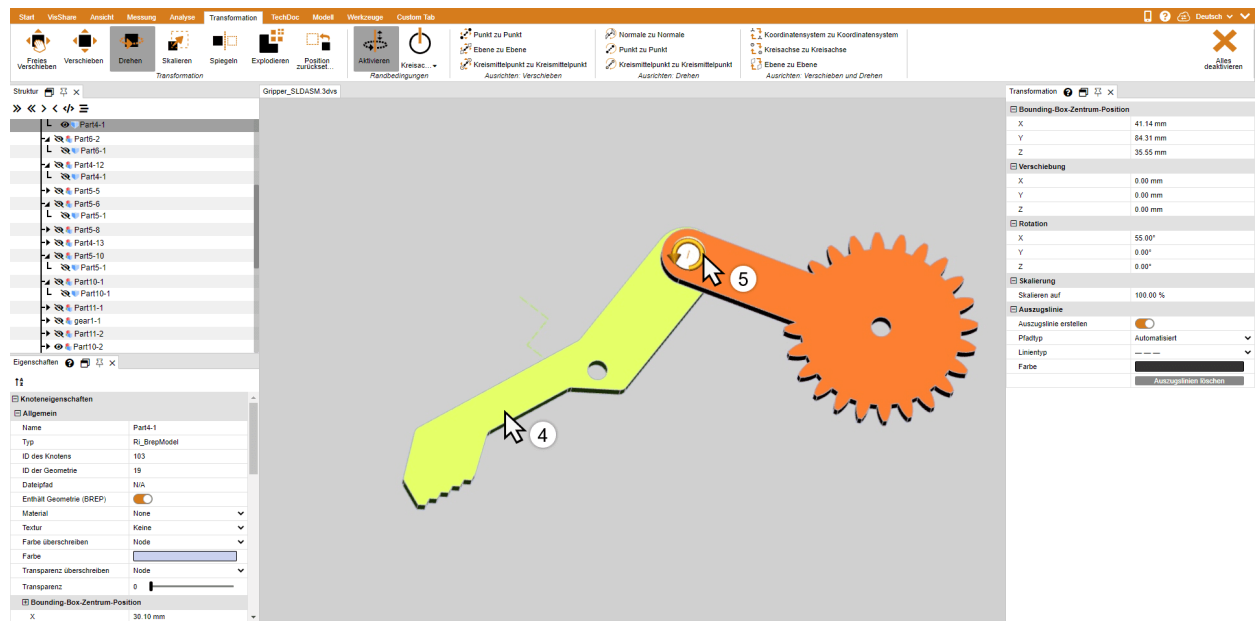 Start VisShare Ansicht Messung Analyse Transformation TechDoc Modell Werkzeuge Custom Tab
Deutsch
Freies Verschieben
Verschieben
Drehen
Skalieren
Spiegeln
Explodieren
Position zurückset...
Transformation
Aktivieren
Kreisac...
Randbedingungen
Punkt zu Punkt
Ebene zu Ebene
Kreismittelpunkt zu Kreismittelpunkt
Ausrichten: Verschieben
Normale zu Normale
Punkt zu Punkt
Kreismittelpunkt zu Kreismittelpunkt
Ausrichten: Drehen
Koordinatensystem zu Koordinatensystem
Kreisachse zu Kreisachse
Ebene zu Ebene
Ausrichten: Verschieben und Drehen
Alles deaktivieren
Struktur
Part4-1
Part6-2
Part6-1
Part4-12
Part4-1
Part5-5
Part5-6
Part5-1
Part5-8
Part4-13
Part5-10
Part5-1
Part10-1
Part10-1
Part11-1
gear1-1
Part11-2
Part10-2
Eigenschaften
Knoteneigenschaften
Allgemein
Name Part4-1
Typ Ri_BrepModel
ID des Knotens 103
ID der Geometrie 19
Dateipfad N/A
Enthält Geometrie (BREP)
Material None
Textur Keine
Farbe überschreiben Node
Farbe
Transparenz überschreiben Node
Transparenz 0
Bounding-Box-Zentrum-Position
X 30.10 mm
Gripper_SLDASM.3dvs
5
4
Transformation
Bounding-Box-Zentrum-Position
X 41.14 mm
Y 84.31 mm
Z 35.55 mm
Verschiebung
X 0.00 mm
Y 0.00 mm
Z 0.00 mm
Rotation
X 55.00°
Y 0.00°
Z 0.00°
Skalierung
Skalieren auf 100.00 %
Auszugslinie
Auszugslinie erstellen
Pfadtyp Automatisiert
Linientyp
Farbe
Auszugslinien löschen